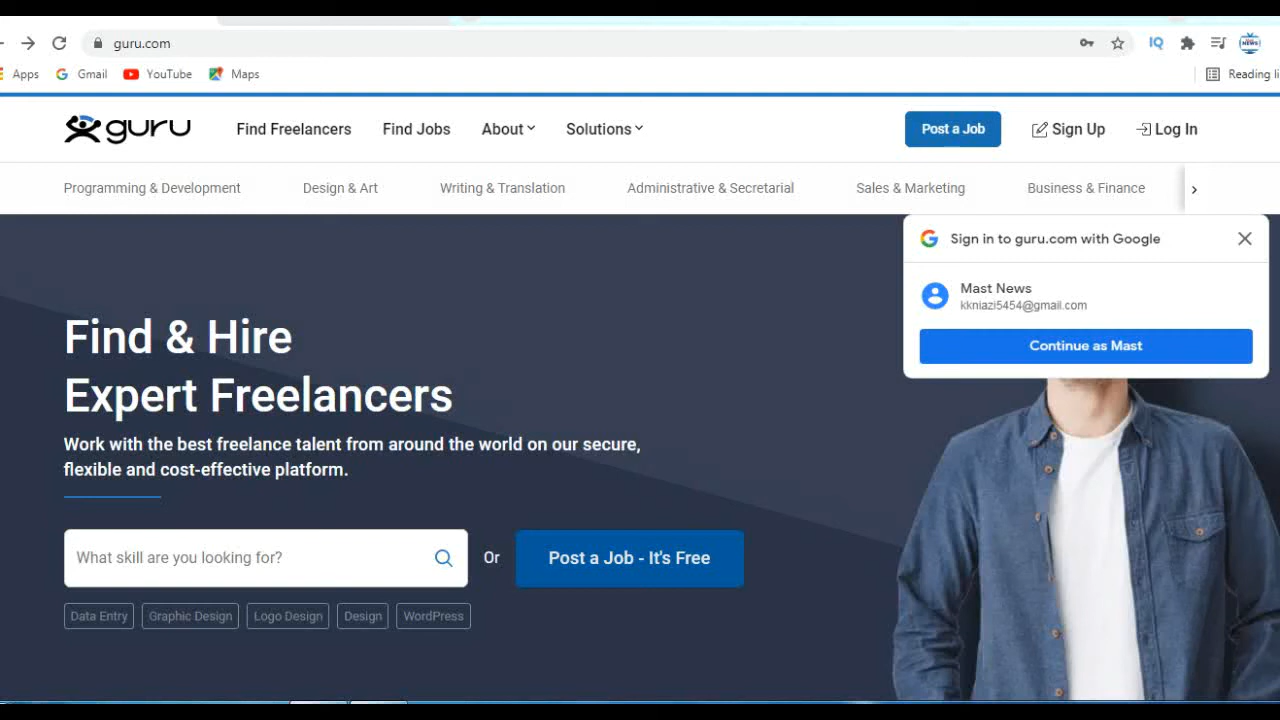 guru.com
IQ
NEWS
Apps
Gmail
YouTube
Maps
Reading li
guru
Find Freelancers
Find Jobs
About
Solutions
Post a Job
Sign Up
Log In
Programming & Development
Design & Art
Writing & Translation
Administrative & Secretarial
Sales & Marketing
Business & Finance
Sign in to guru.com with Google
Mast News
kkniazi5454@gmail.com
Continue as Mast
Find & Hire
Expert Freelancers
Work with the best freelance talent from around the world on our secure,
flexible and cost-effective platform.
What skill are you looking for?
Or
Post a Job - It's Free
Data Entry
Graphic Design
Logo Design
Design
WordPress